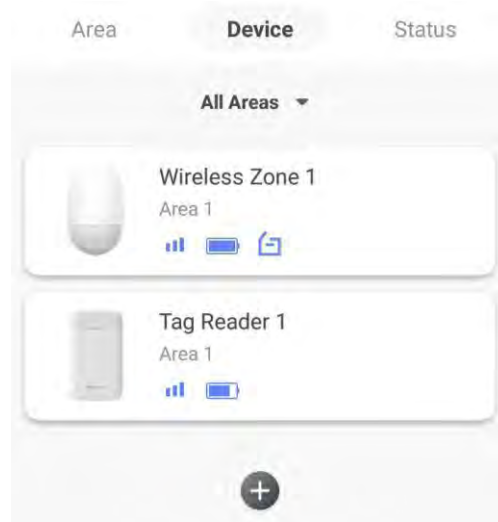 Area Device Status
All Areas
Wireless Zone 1
Area 1
Tag Reader 1
Area 1